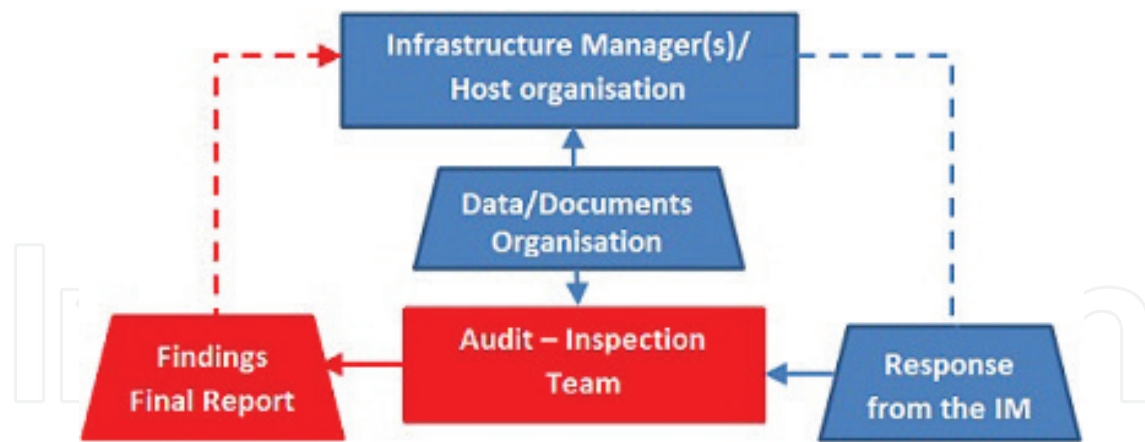 Infrastructure Manager(s)/
Host organisation
Data/Documents
Organisation
Audit – Inspection
Team
Findings
Final Report
Response
from the IM